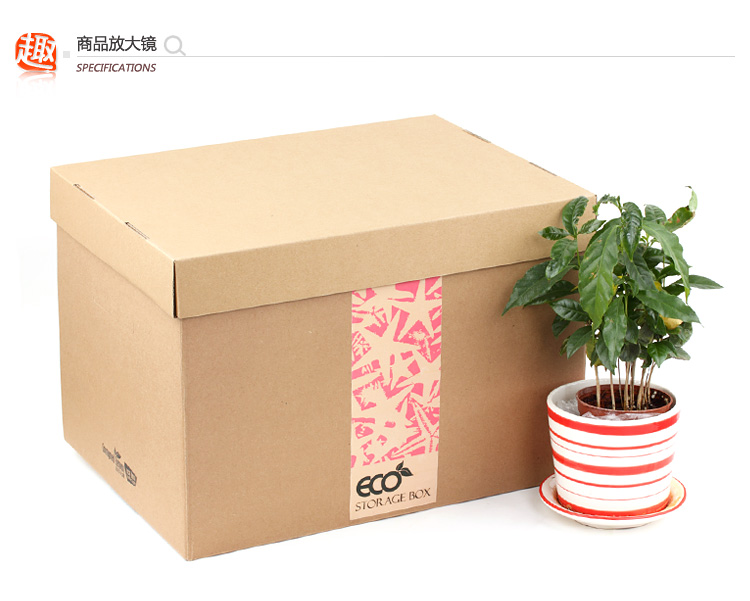 趣
商品放大镜
SPECIFICATIONS
ECO
STORAGE BOX